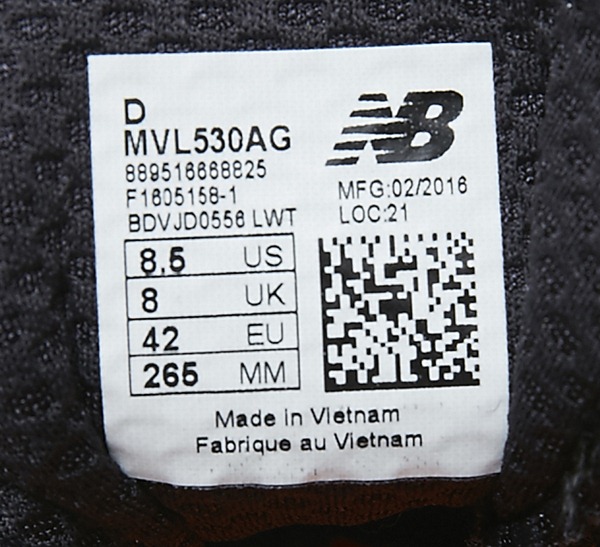 D
MVL530AG
889516668825
F1605158-1
BDVJD0556 LWT
NB
MFG:02/2016
LOC:21
8.5 US
8 UK
42 EU
265 MM
Made in Vietnam
Fabrique au Vietnam